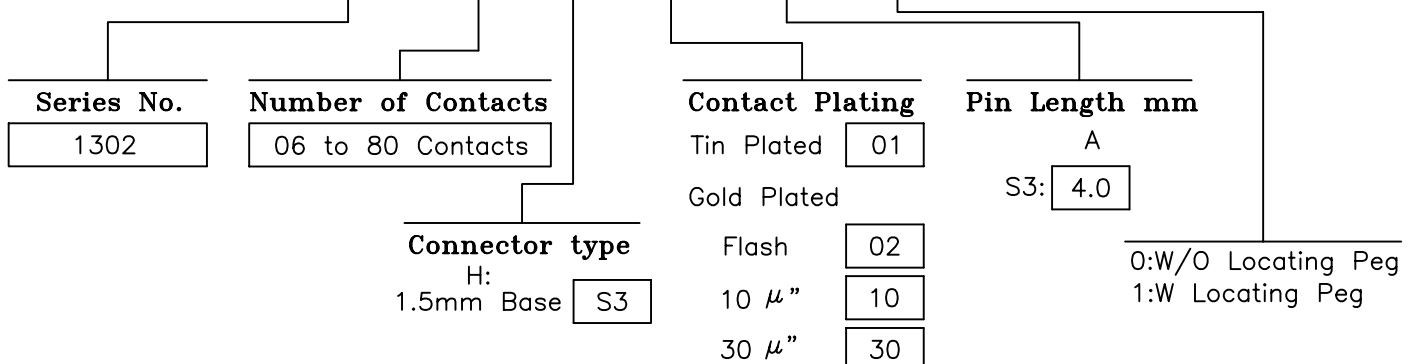 Series No.
1302
Number of Contacts
06 to 80 Contacts
Connector type
H:
1.5mm Base S3
Contact Plating
Tin Plated 01
Gold Plated
Flash 02
10 μ" 10
30 μ" 30
Pin Length mm
A
S3: 4.0
0:W/O Locating Peg
1:W Locating Peg